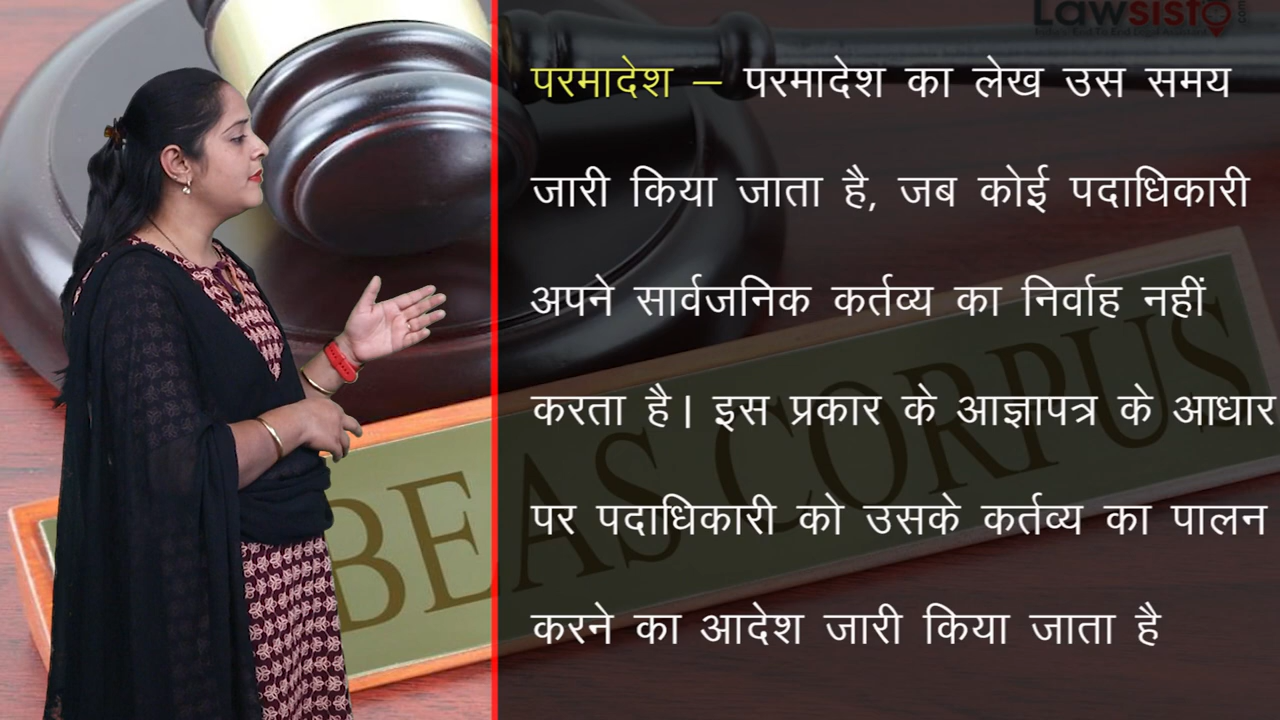 Lawsisto
.com
परमादेश – परमादेश का लेख उस समय
जारी किया जाता है, जब कोई पदाधिकारी
अपने सार्वजनिक कर्तव्य का निर्वाह नहीं
करता है। इस प्रकार के आज्ञापत्र के आधार
पर पदाधिकारी को उसके कर्तव्य का पालन
करने का आदेश जारी किया जाता है
BEAS CORPUS